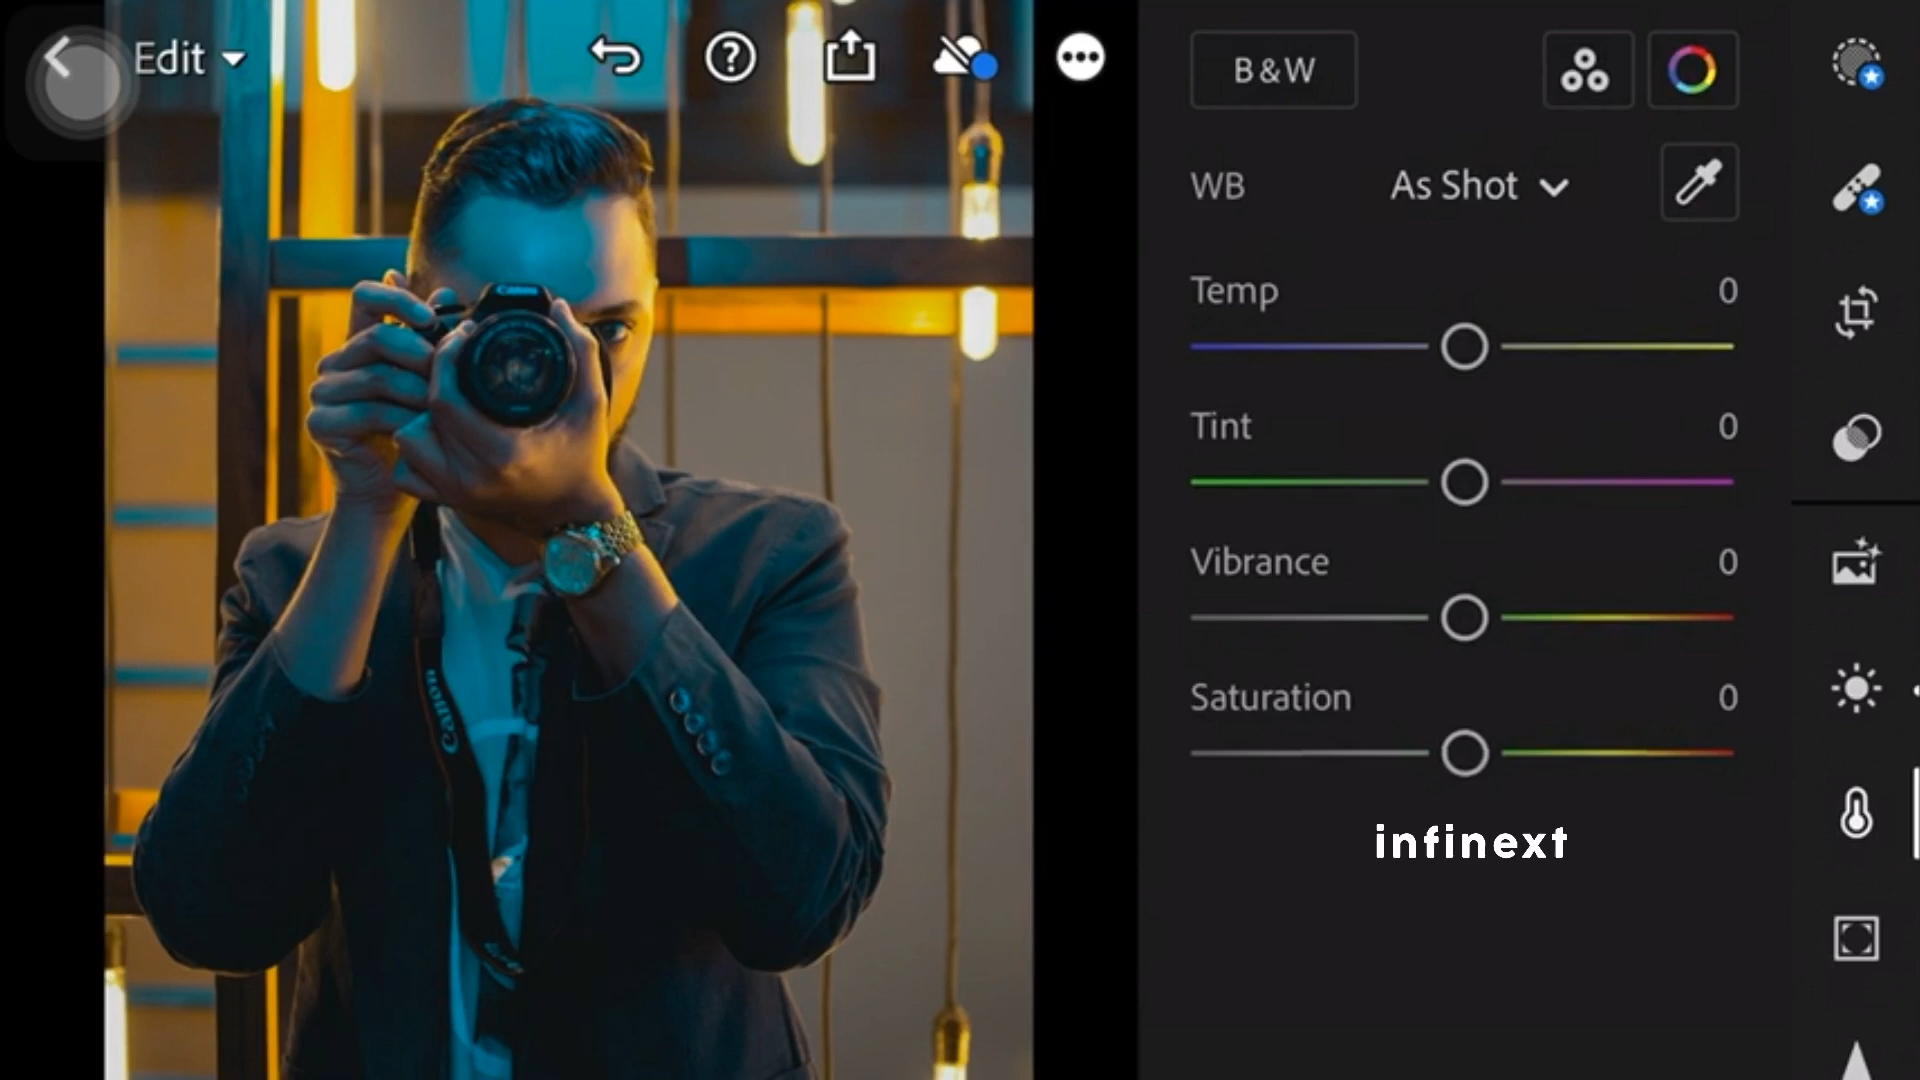 Edit
B&W
WB As Shot
Temp 0
Tint 0
Vibrance 0
Saturation 0
infinext
Canon
Canon